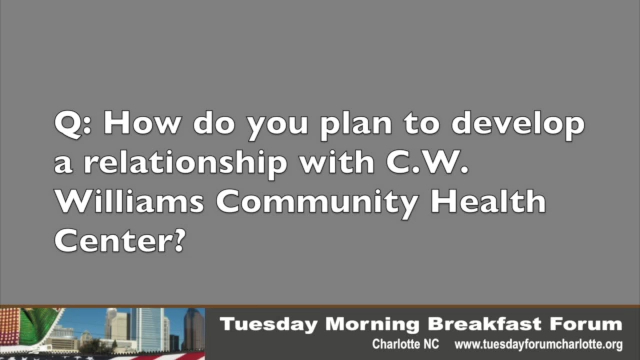 Q: How do you plan to develop
a relationship with C.W.
Williams Community Health
Center?
Tuesday Morning Breakfast Forum
Charlotte NC www.tuesdayforumcharlotte.org